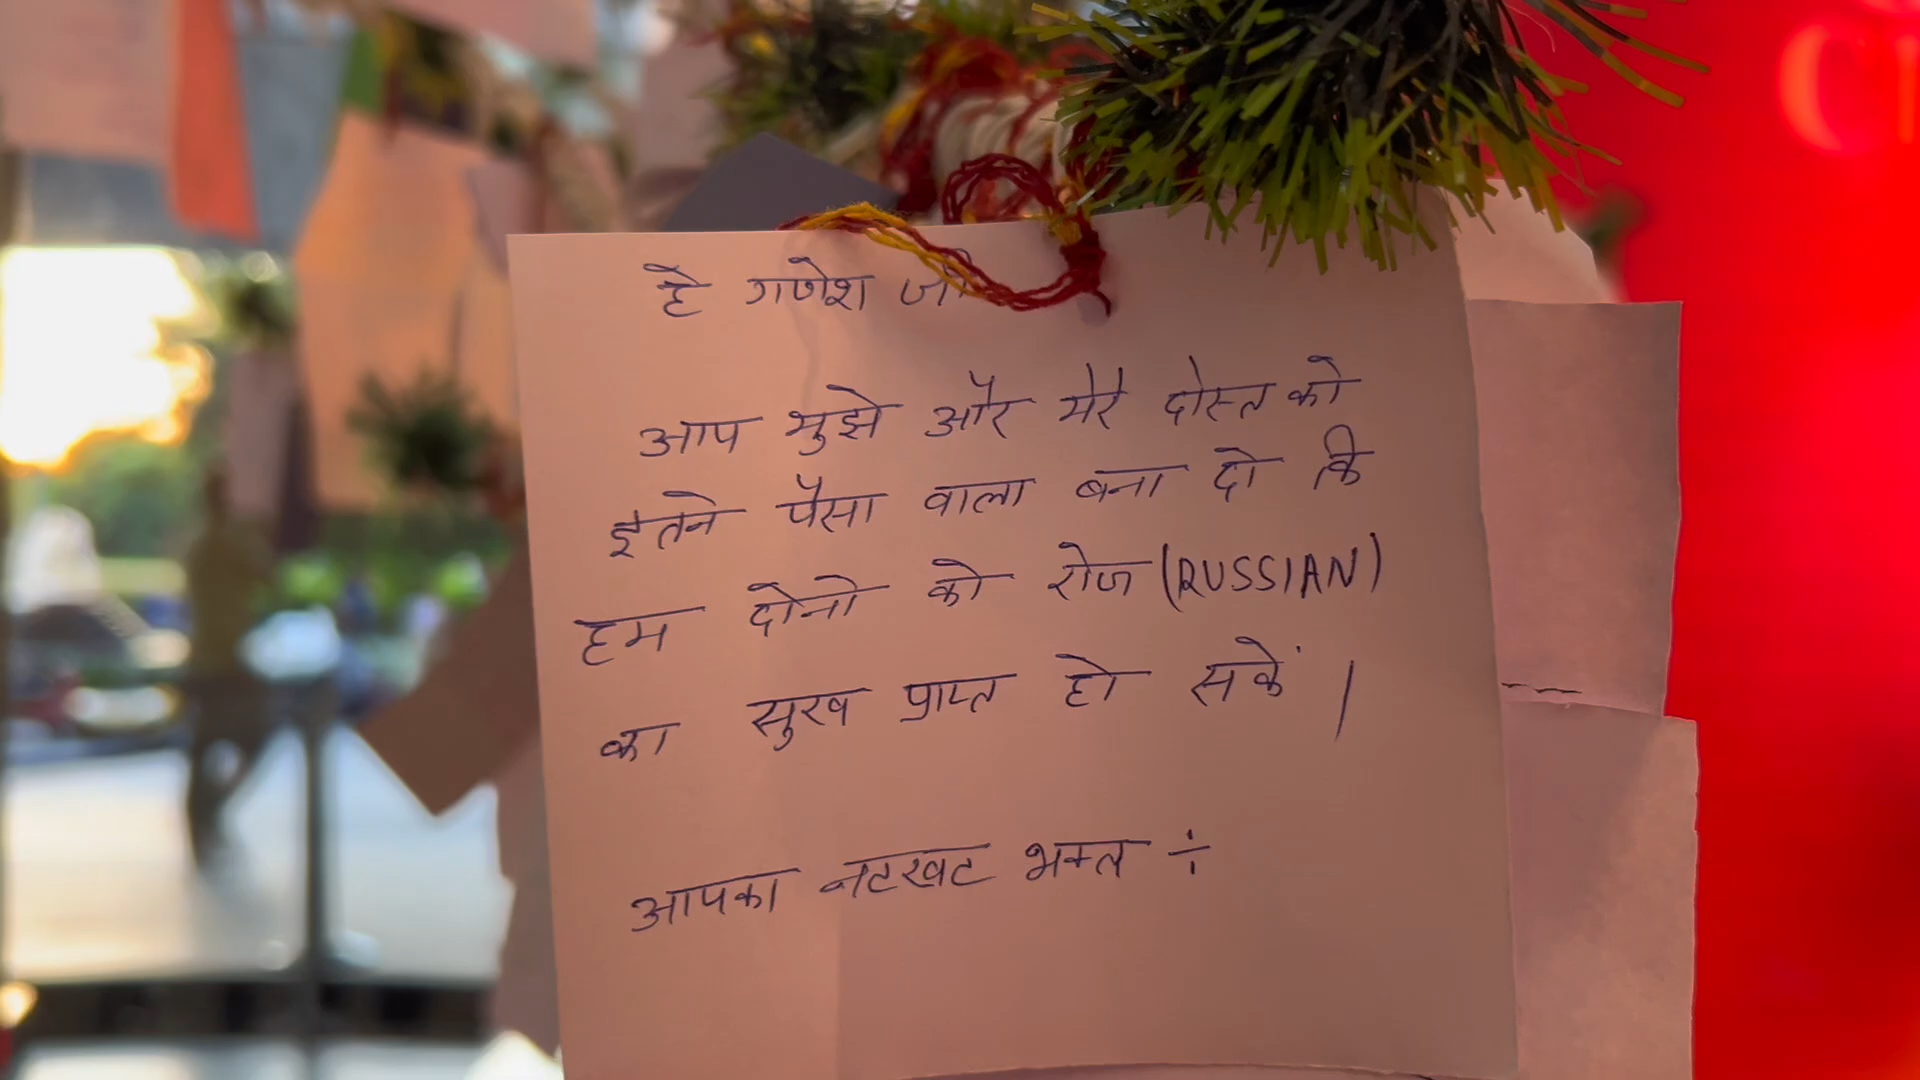 हे गणेश जी
आप मुझे और मेरे दोस्त को
इतने पैसा वाला बना दो कि
हम दोनो को रोज (RUSSIAN)
का सुख प्राप्त हो सकें।
आपका नटखट भक्त ÷